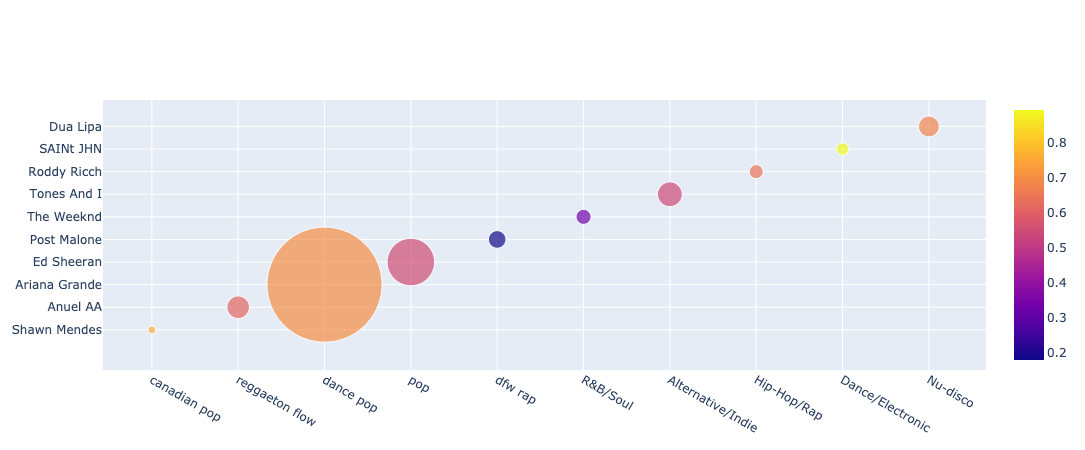 Dua Lipa
SAINt JHN
Roddy Ricch
Tones And I
The Weeknd
Post Malone
Ed Sheeran
Ariana Grande
Anuel AA
Shawn Mendes
canadian pop
reggaeton flow
dance pop
pop
dfw rap
R&B/Soul
Alternative/Indie
Hip-Hop/Rap
Dance/Electronic
Nu-disco
0.8
0.7
0.6
0.5
0.4
0.3
0.2